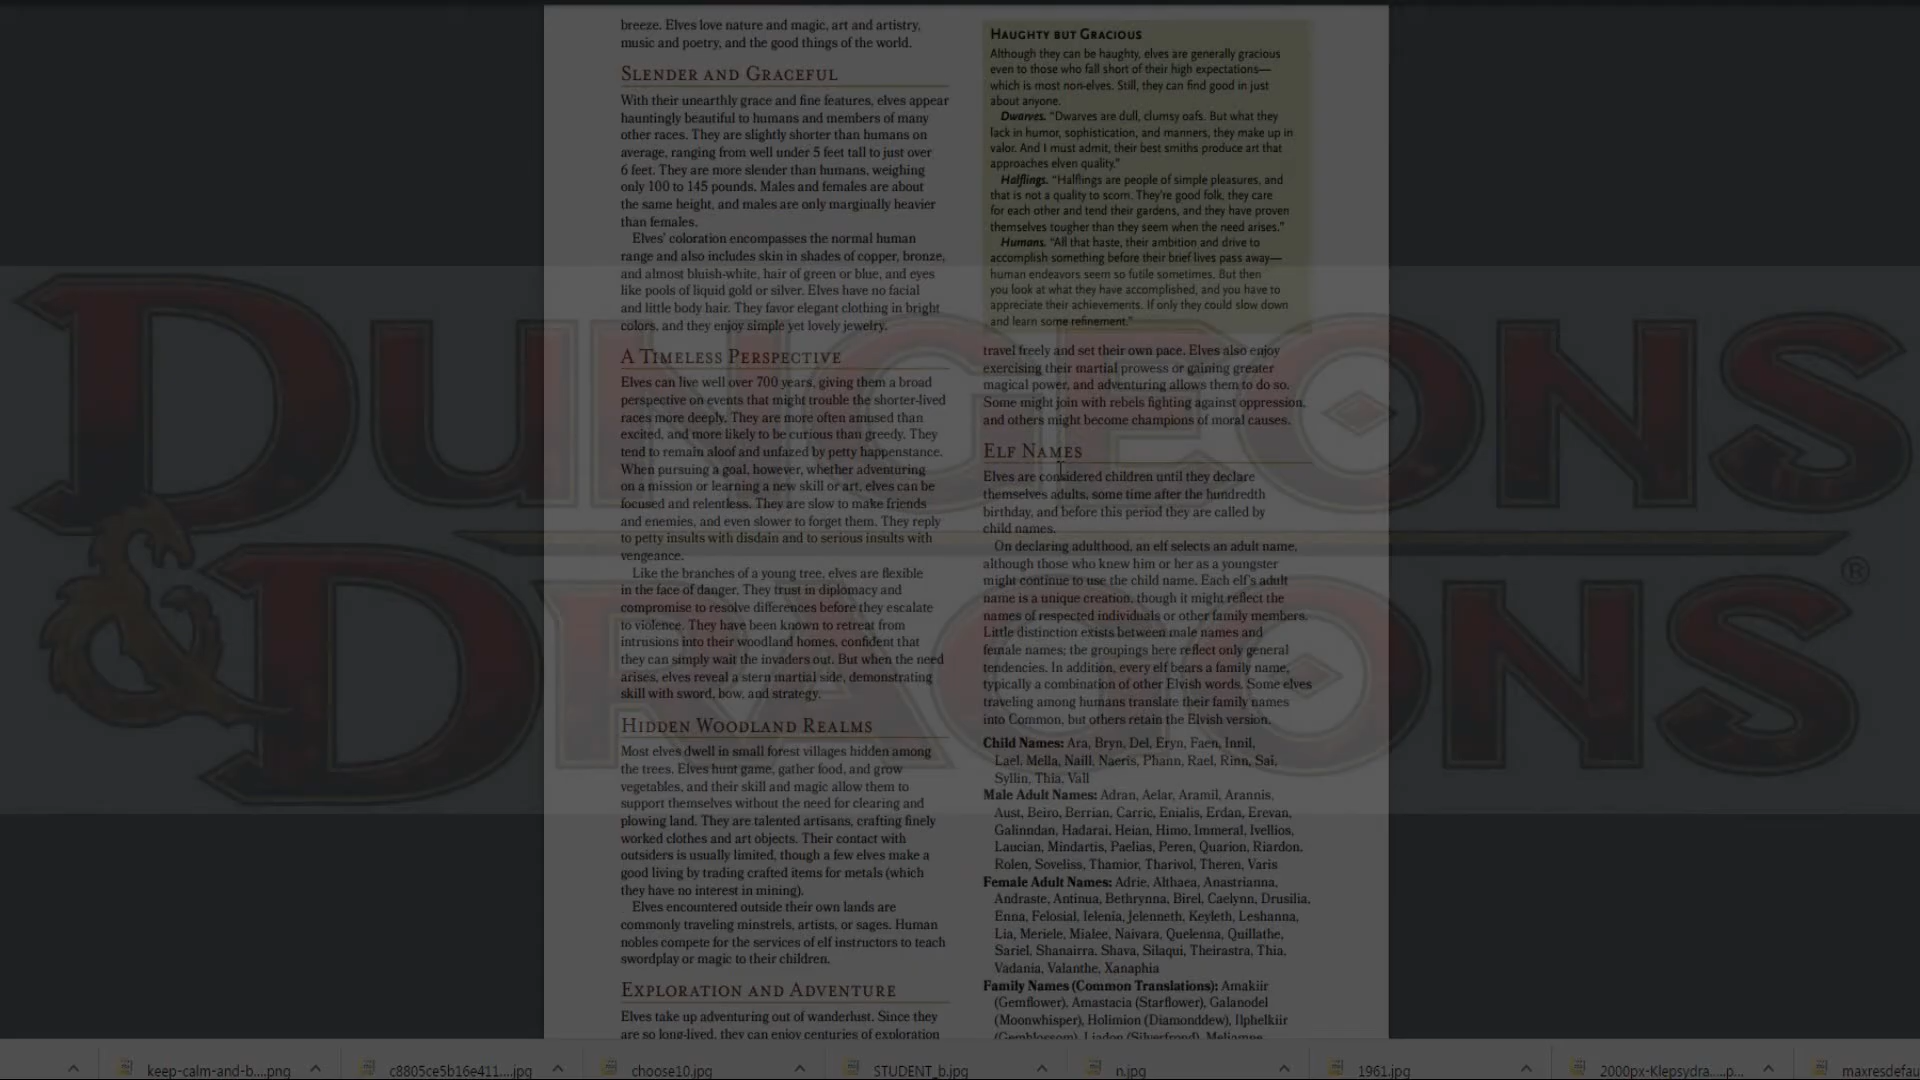 breeze. Elves love nature and magic, art and artistry,
music and poetry, and the good things of the world.
SLENDER AND GRACEFUL
With their unearthly grace and fine features, elves appear
hauntingly beautiful to humans and members of many
other races. They are slightly shorter than humans on
average, ranging from well under 5 feet tall to just over
6 feet. They are more slender than humans, weighing
only 100 to 145 pounds. Males and females are about
the same height, and males are only marginally heavier
than females.
Elves' coloration encompasses the normal human
range and also includes skin in shades of copper, bronze,
and almost bluish-white, hair of green or blue, and eyes
like pools of liquid gold or silver. Elves have no facial
and little body hair. They favor elegant clothing in bright
colors, and they enjoy simple yet lovely jewelry.
A TIMELESS PERSPECTIVE
Elves can live well over 700 years, giving them a broad
perspective on events that might trouble the shorter-lived
races more deeply. They are more often amused than
excited, and more likely to be curious than greedy. They
tend to remain aloof and unfazed by petty happenstance.
When pursuing a goal, however, whether adventuring
on a mission or learning a new skill or art, elves can be
focused and relentless. They are slow to make friends
and enemies, and even slower to forget them. They reply
to petty insults with disdain and to serious insults with
vengeance.
Like the branches of a young tree, elves are flexible
in the face of danger. They trust in diplomacy and
compromise to resolve differences before they escalate
to violence. They have been known to retreat from
intrusions into their woodland homes, confident that
they can simply wait the invaders out. But when the need
arises, elves reveal a stern martial side, demonstrating
skill with sword, bow, and strategy.
HIDDEN WOODLAND REALMS
Most elves dwell in small forest villages hidden among
the trees. Elves hunt game, gather food, and grow
vegetables, and their skill and magic allow them to
support themselves without the need for clearing and
plowing land. They are talented artisans, crafting finely
worked clothes and art objects. Their contact with
outsiders is usually limited, though a few elves make a
good living by trading crafted items for metals (which
they have no interest in mining).
Elves encountered outside their own lands are
commonly traveling minstrels, artists, or sages. Human
nobles compete for the services of elf instructors to teach
swordplay or magic to their children.
EXPLORATION AND ADVENTURE
Elves take up adventuring out of wanderlust. Since they
are so long-lived, they can enjoy centuries of exploration
HAUGHTY BUT GRACIOUS
Although they can be haughty, elves are generally gracious
even to those who fall short of their high expectations—
which is most non-elves. Still, they can find good in just
about anyone.
Dwarves. "Dwarves are dull, clumsy oafs. But what they
lack in humor, sophistication, and manners, they make up in
valor. And I must admit, their best smiths produce art that
approaches elven quality."
Halflings. "Halflings are people of simple pleasures, and
that is not a quality to scorn. They're good folk, they care
for each other and tend their gardens, and they have proven
themselves tougher than they seem when the need arises."
Humans. "All that haste, their ambition and drive to
accomplish something before their brief lives pass away—
human endeavors seem so futile sometimes. But then
you look at what they have accomplished, and you have to
appreciate their achievements. If only they could slow down
and learn some refinement."
travel freely and set their own pace. Elves also enjoy
exercising their martial prowess or gaining greater
magical power, and adventuring allows them to do so.
Some might join with rebels fighting against oppression,
and others might become champions of moral causes.
ELF NAMES
Elves are considered children until they declare
themselves adults, some time after the hundredth
birthday, and before this period they are called by
child names.
On declaring adulthood, an elf selects an adult name,
although those who knew him or her as a youngster
might continue to use the child name. Each elf's adult
name is a unique creation, though it might reflect the
names of respected individuals or other family members.
Little distinction exists between male names and
female names; the groupings here reflect only general
tendencies. In addition, every elf bears a family name,
typically a combination of other Elvish words. Some elves
traveling among humans translate their family names
into Common, but others retain the Elvish version.
Child Names: Ara, Bryn, Del, Eryn, Faen, Innil,
Lael, Mella, Naill, Naeris, Phann, Rael, Rinn, Sai,
Syllin, Thia, Vall
Male Adult Names: Adran, Aelar, Aramil, Arannis,
Aust, Beiro, Berrian, Carric, Enialis, Erdan, Erevan,
Galinndan, Hadarai, Heian, Himo, Immeral, Ivellios,
Laucian, Mindartis, Paelias, Peren, Quarion, Riardon,
Rolen, Soveliss, Thamior, Tharivol, Theren, Varis
Female Adult Names: Adrie, Althaea, Anastrianna,
Andraste, Antinua, Bethrynna, Birel, Caelynn, Drusilia,
Enna, Felosial, Ielenia, Jelenneth, Keyleth, Leshanna,
Lia, Meriele, Mialee, Naivara, Quelenna, Quillathe,
Sariel, Shanairra, Shava, Silaqui, Theirastra, Thia,
Vadania, Valanthe, Xanaphia
Family Names (Common Translations): Amakiir
(Gemflower), Amastacia (Starflower), Galanodel
(Moonwhisper), Holimion (Diamonddew), Ilphelkiir
(Gemblossom), Liadon (Silverfrond), Meliamne
DUNGEONS
& DRAGONS®
keep-calm-and-b....png
c8805ce5b16e411....jpg
choose10.jpg
STUDENT_b.jpg
n.jpg
1961.jpg
2000px-Klepsydra.....p...
maxresdefau